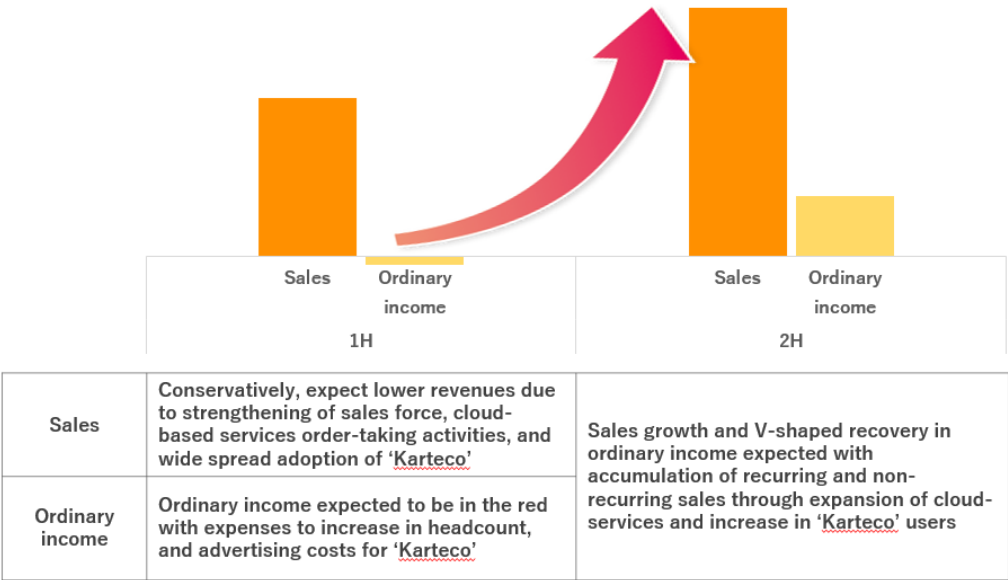 Sales
Ordinary
income
1H
Sales
Ordinary
income
2H
Sales
Conservatively, expect lower revenues due
to strengthening of sales force, cloud-
based services order-taking activities, and
wide spread adoption of ‘Karteco’
Ordinary
income
Ordinary income expected to be in the red
with expenses to increase in headcount,
and advertising costs for ‘Karteco’
Sales growth and V-shaped recovery in
ordinary income expected with
accumulation of recurring and non-
recurring sales through expansion of cloud-
services and increase in ‘Karteco’ users